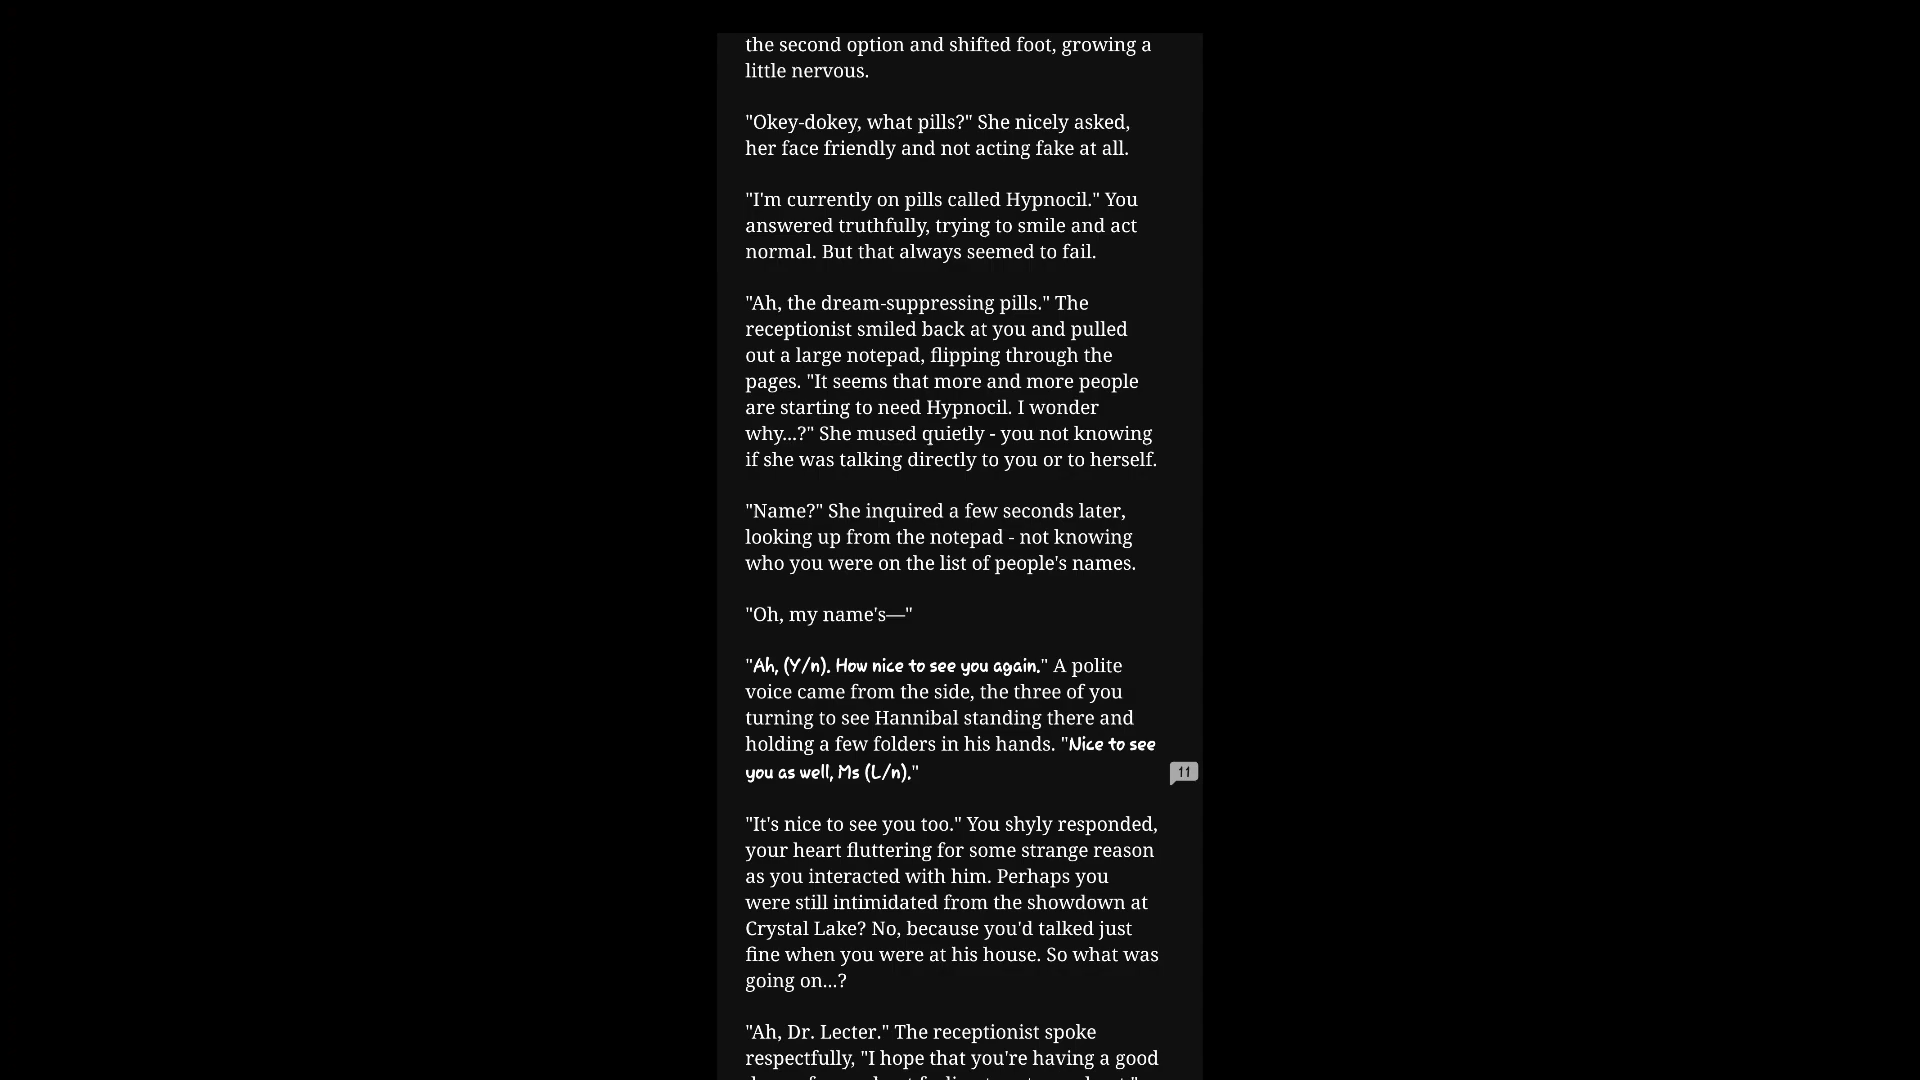 the second option and shifted foot, growing a
little nervous.
"Okey-dokey, what pills?" She nicely asked,
her face friendly and not acting fake at all.
"I'm currently on pills called Hypnocil." You
answered truthfully, trying to smile and act
normal. But that always seemed to fail.
"Ah, the dream-suppressing pills." The
receptionist smiled back at you and pulled
out a large notepad, flipping through the
pages. "It seems that more and more people
are starting to need Hypnocil. I wonder
why...?" She mused quietly - you not knowing
if she was talking directly to you or to herself.
"Name?" She inquired a few seconds later,
looking up from the notepad - not knowing
who you were on the list of people's names.
"Oh, my name's—"
"Ah, (Y/n). How nice to see you again." A polite
voice came from the side, the three of you
turning to see Hannibal standing there and
holding a few folders in his hands. "Nice to see
you as well, Ms (L/n)."
11
"It's nice to see you too." You shyly responded,
your heart fluttering for some strange reason
as you interacted with him. Perhaps you
were still intimidated from the showdown at
Crystal Lake? No, because you'd talked just
fine when you were at his house. So what was
going on...?
"Ah, Dr. Lecter." The receptionist spoke
respectfully, "I hope that you're having a good